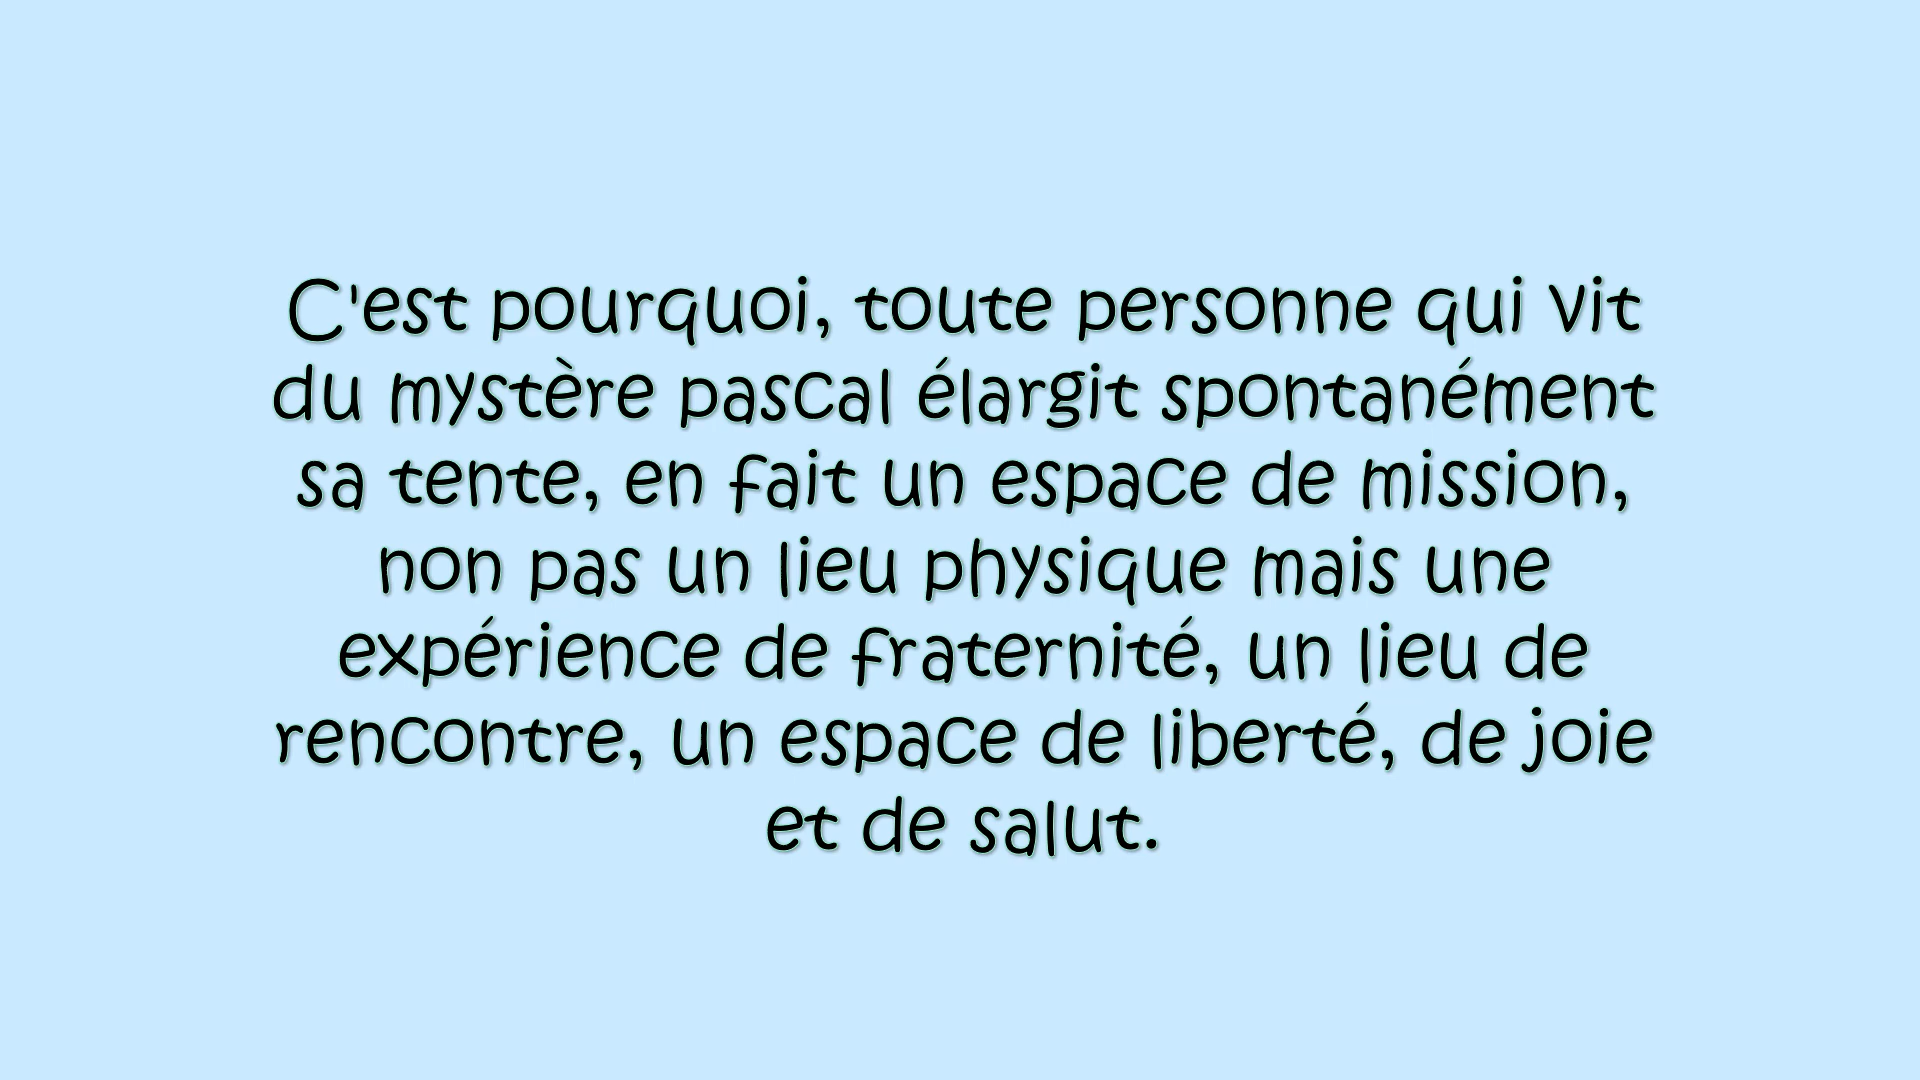 C'est pourquoi, toute personne qui vit
du mystère pascal élargit spontanément
sa tente, en fait un espace de mission,
non pas un lieu physique mais une
expérience de fraternité, un lieu de
rencontre, un espace de liberté, de joie
et de salut.